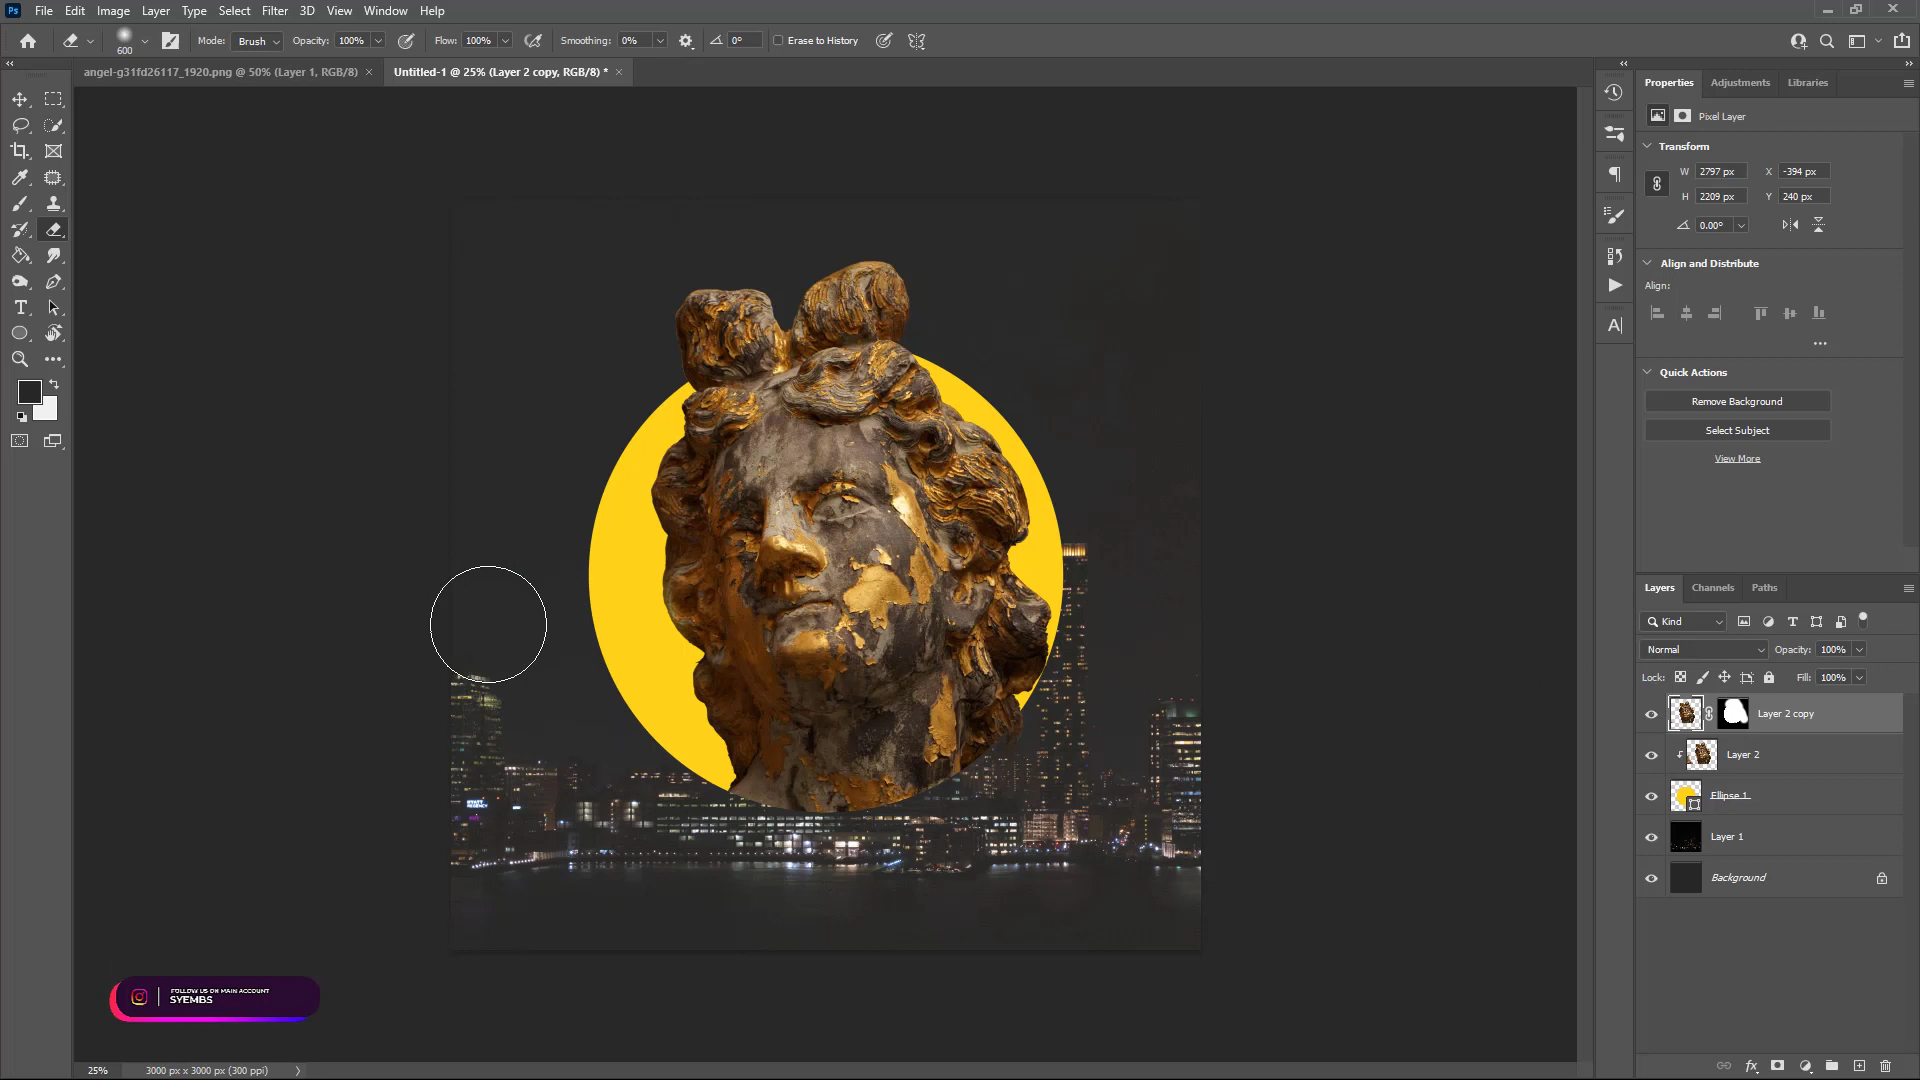 Ps File Edit Image Layer Type Select Filter 3D View Window Help
600 Mode: Brush Opacity: 100% Flow: 100% Smoothing: 0% 0° Erase to History
angel-g31fd26117_1920.png @ 50% (Layer 1, RGB/8) × Untitled-1 @ 25% (Layer 2 copy, RGB/8) * ×
Properties Adjustments Libraries
Pixel Layer
Transform
W 2797 px X -394 px
H 2209 px Y 240 px
0.00°
Align and Distribute
Align:
Quick Actions
Remove Background
Select Subject
View More
Layers Channels Paths
Kind
Normal Opacity: 100%
Lock: Fill: 100%
Layer 2 copy
Layer 2
Ellipse 1
Layer 1
Background
HYATT
REGENCY
FOLLOW US ON MAIN ACCOUNT
SYEMBS
25% 3000 px x 3000 px (300 ppi)